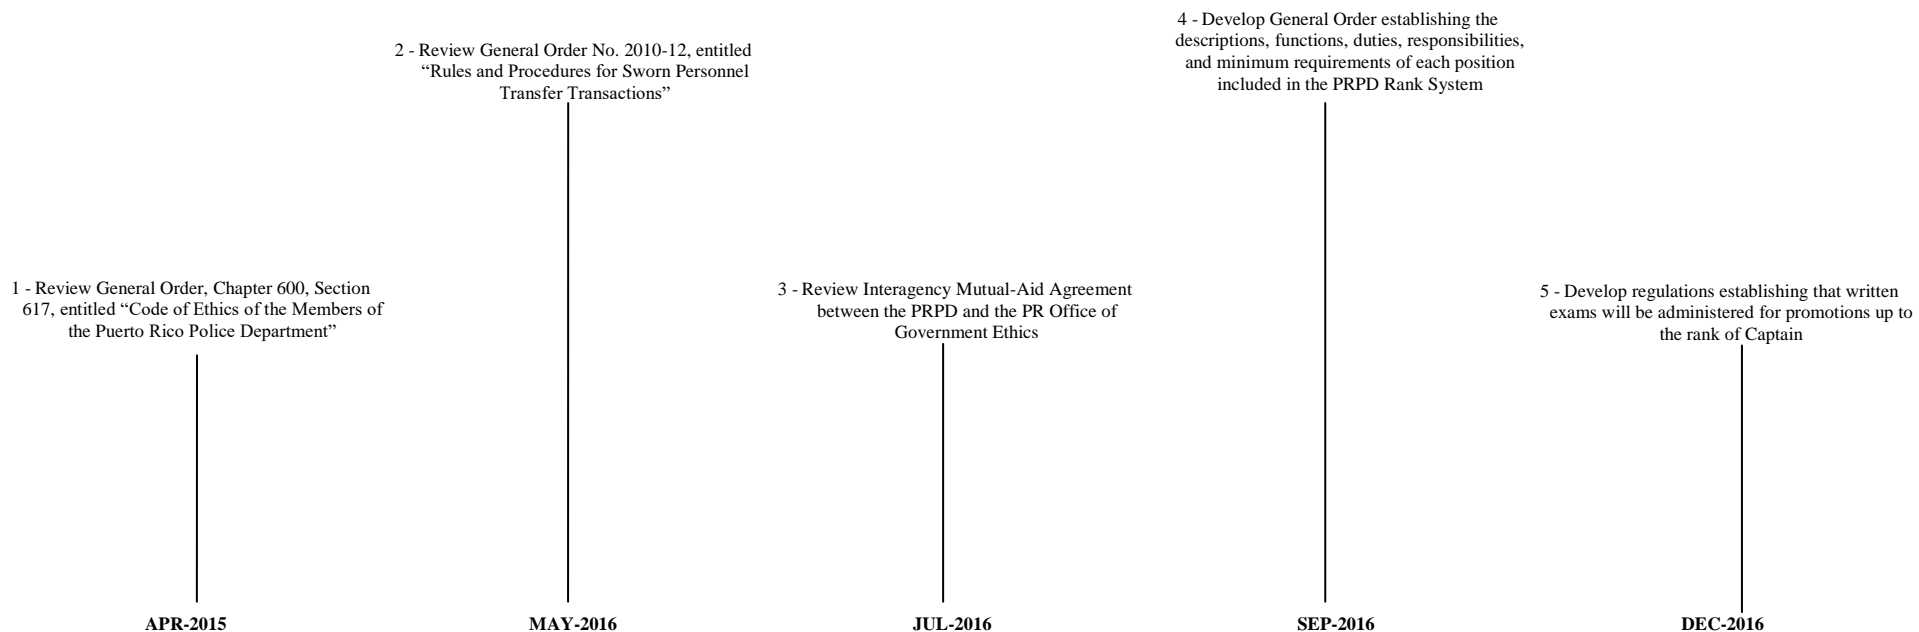 1 - Review General Order, Chapter 600, Section
617, entitled “Code of Ethics of the Members of
the Puerto Rico Police Department”
2 - Review General Order No. 2010-12, entitled
“Rules and Procedures for Sworn Personnel
Transfer Transactions”
3 - Review Interagency Mutual-Aid Agreement
between the PRPD and the PR Office of
Government Ethics
4 - Develop General Order establishing the
descriptions, functions, duties, responsibilities,
and minimum requirements of each position
included in the PRPD Rank System
5 - Develop regulations establishing that written
exams will be administered for promotions up to
the rank of Captain
APR-2015
MAY-2016
JUL-2016
SEP-2016
DEC-2016